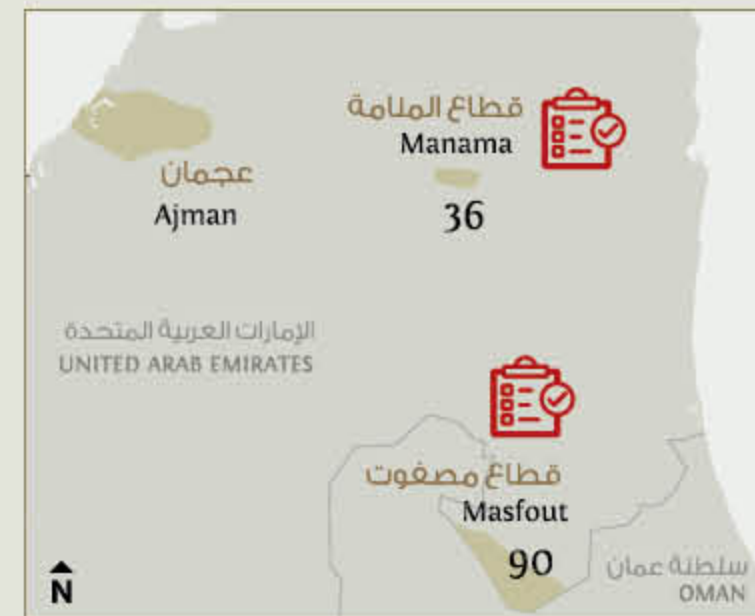 قطاع المنامة
Manama
36
عجمان
Ajman
الإمارات العربية المتحدة
UNITED ARAB EMIRATES
قطاع مصفوت
Masfout
90
سلطنة عمان
OMAN
N